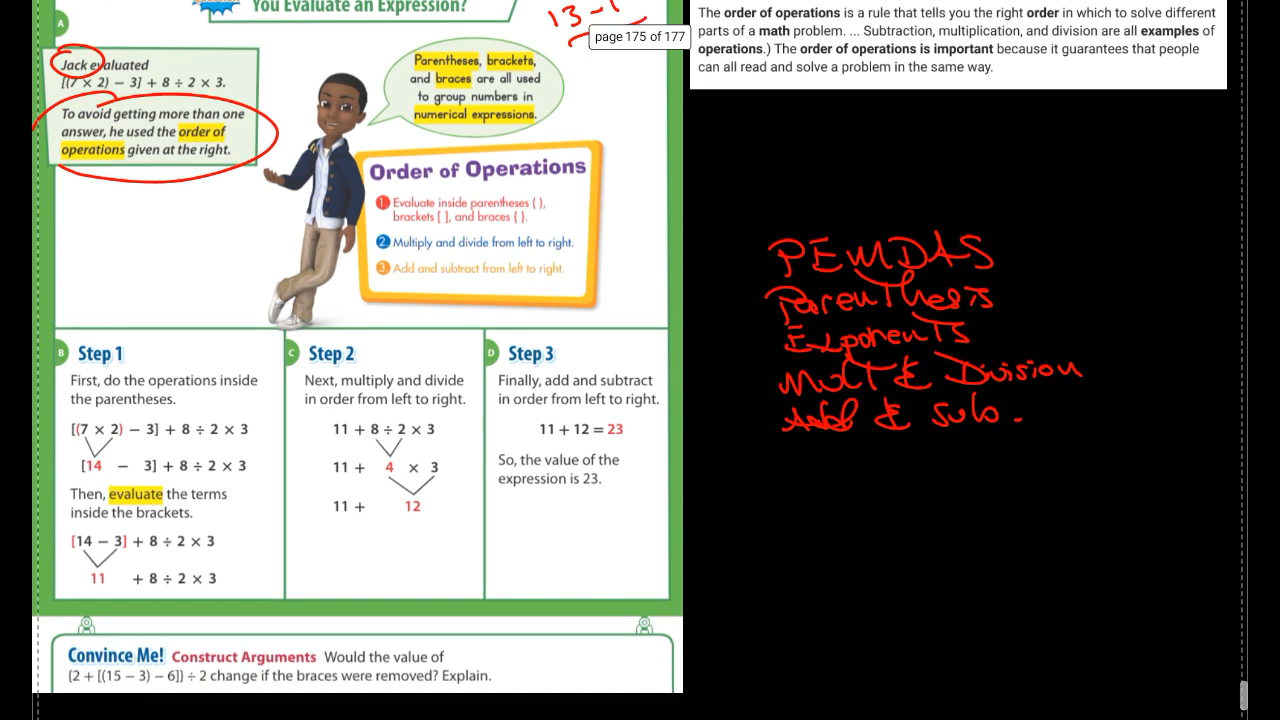 You Evaluate an Expression?
A
Jack evaluated
[(7 × 2) − 3] + 8 ÷ 2 × 3.
To avoid getting more than one
answer, he used the order of
operations given at the right.
Parentheses, brackets,
and braces are all used
to group numbers in
numerical expressions.
Order of Operations
1. Evaluate inside parentheses ( ),
brackets [ ], and braces { }.
2. Multiply and divide from left to right.
3. Add and subtract from left to right.
B Step 1
First, do the operations inside
the parentheses.
[(7 × 2) − 3] + 8 ÷ 2 × 3
[14 − 3] + 8 ÷ 2 × 3
Then, evaluate the terms
inside the brackets.
[14 − 3] + 8 ÷ 2 × 3
11 + 8 ÷ 2 × 3
C Step 2
Next, multiply and divide
in order from left to right.
11 + 8 ÷ 2 × 3
11 + 4 × 3
11 + 12
D Step 3
Finally, add and subtract
in order from left to right.
11 + 12 = 23
So, the value of the
expression is 23.
Convince Me! Construct Arguments Would the value of
{2 + [(15 − 3) − 6]} ÷ 2 change if the braces were removed? Explain.
13-1
page 175 of 177
The order of operations is a rule that tells you the right order in which to solve different
parts of a math problem. ... Subtraction, multiplication, and division are all examples of
operations.) The order of operations is important because it guarantees that people
can all read and solve a problem in the same way.
PEMDAS
Parenthesis
Exponents
Mult & Division
Add & Sub.